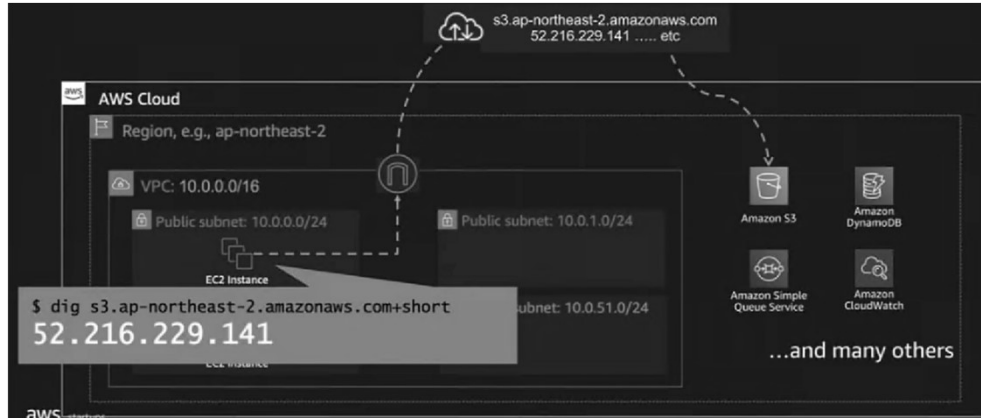 s3.ap-northeast-2.amazonaws.com
52.216.229.141 ..... etc
aws
AWS Cloud
Region, e.g., ap-northeast-2
VPC: 10.0.0.0/16
Public subnet: 10.0.0.0/24
Public subnet: 10.0.1.0/24
EC2 Instance
$ dig s3.ap-northeast-2.amazonaws.com+short
52.216.229.141
subnet: 10.0.51.0/24
EC2 Instance
Amazon S3
Amazon
DynamoDB
Amazon Simple
Queue Service
Amazon
CloudWatch
...and many others
aws